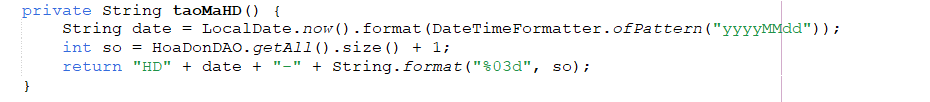 private String taoMaHD() {
    String date = LocalDate.now().format(DateTimeFormatter.ofPattern("yyyyMMdd"));
    int so = HoaDonDAO.getAll().size() + 1;
    return "HD" + date + "-" + String.format("%03d", so);
}